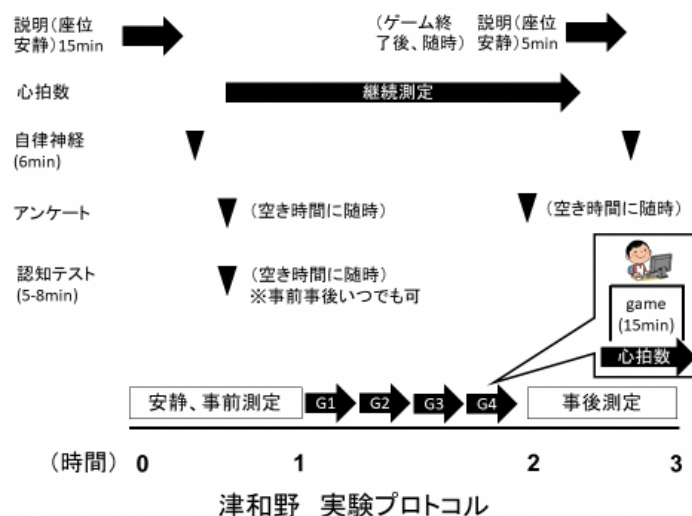 説明(座位
安静)15min
(ゲーム終
了後、随時)
説明(座位
安静)5min
心拍数
継続測定
自律神経
(6min)
アンケート
(空き時間に随時)
(空き時間に随時)
認知テスト
(5-8min)
(空き時間に随時)
※事前事後いつでも可
game
(15min)
心拍数
安静、事前測定
G1
G2
G3
G4
事後測定
(時間)
0
1
2
3
津和野 実験プロトコル